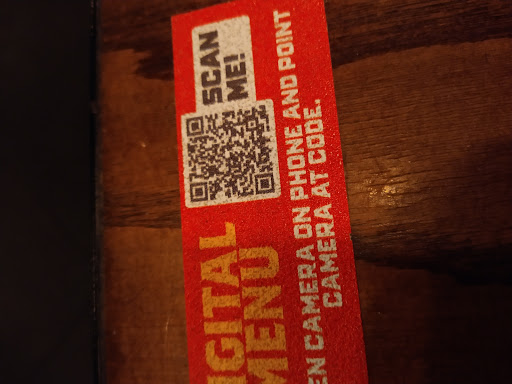 SCAN
ME!
IGITAL
MENU
EN CAMERA ON PHONE AND POINT
CAMERA AT CODE.